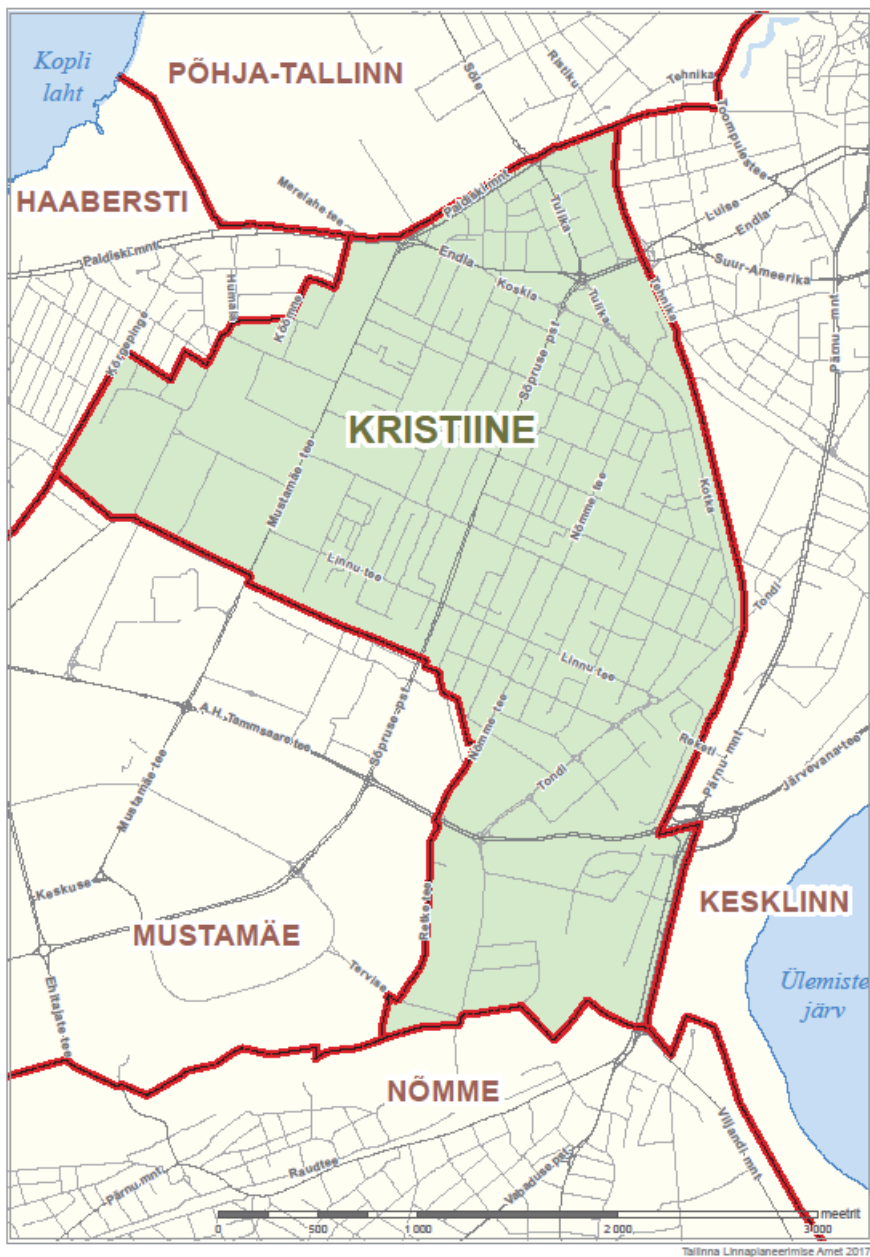 Kopli
laht
PÕHJA-TALLINN
Sõle
Ristiku
Tehnika
Toompuiestee
HAABERSTI
Merelahe tee
Paldiski mnt
Tulika
Luise
Endla
Paldiski mnt
Endla
Suur-Ameerika
Humala
Koskla
Tulika
Tehnika
Pärnu mnt
Kõrgepinge
Köömne
Sõpruse pst
KRISTIINE
Mustamäe tee
Nõmme tee
Kotka
Linnu tee
Tondi
Linnu tee
A.H. Tammsaare tee
Sõpruse pst
Nõmme tee
Tondi
Pärnu mnt
Järvevana tee
Mustamäe tee
Keskuse
Retke tee
KESKLINN
MUSTAMÄE
Tervise
Ülemiste
järv
Ehitajate tee
NÕMME
Viljandi mnt
Raudtee
Pärnu mnt
Vabaduse pst
meetrit
0 500 1 000 2 000 3 000
Tallinna Linnaplaneerimise Amet 2017